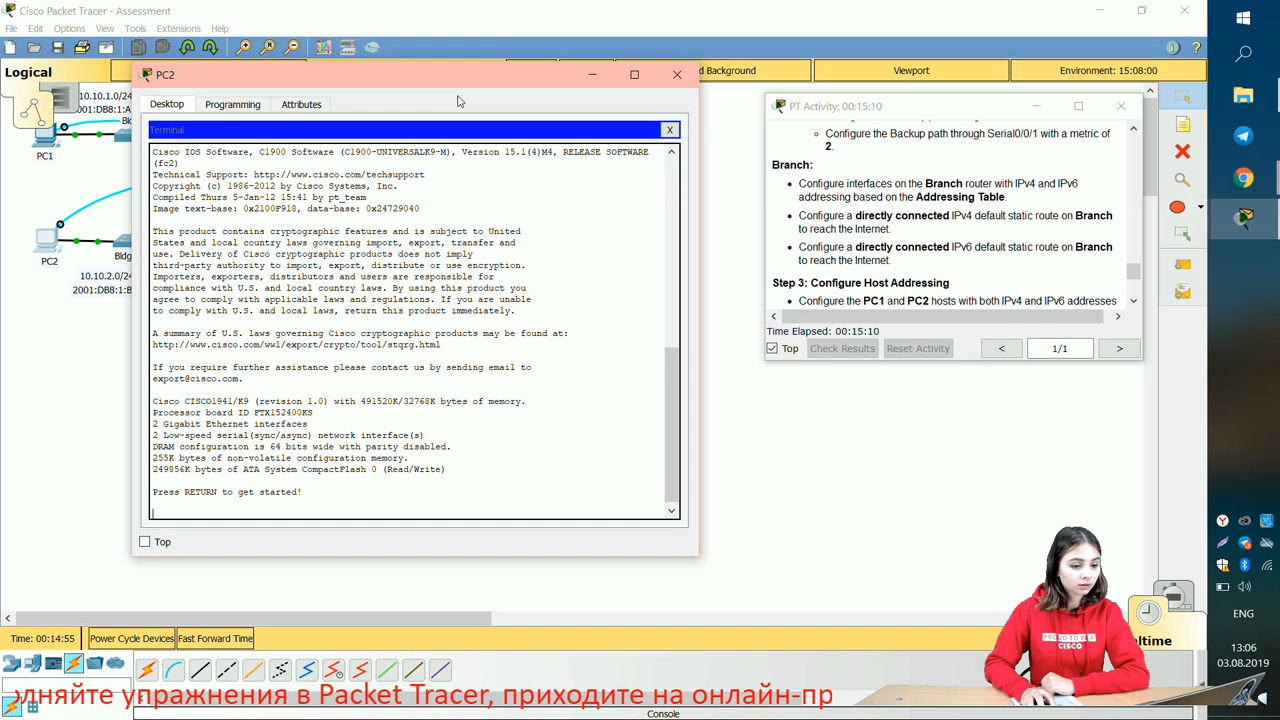 Cisco Packet Tracer - Assessment
File Edit Options View Tools Extensions Help
Logical
d Background
Viewport
Environment: 15:08:00
10.10.1.0/24
2001:DB8:1:A
Bld
PC1
PC2
Bldg
10.10.2.0/24
2001:DB8:1:B
PC2
Desktop
Programming
Attributes
Terminal
X
Cisco IOS Software, C1900 Software (C1900-UNIVERSALK9-M), Version 15.1(4)M4, RELEASE SOFTWARE
(fc2)
Technical Support: http://www.cisco.com/techsupport
Copyright (c) 1986-2012 by Cisco Systems, Inc.
Compiled Thurs 5-Jan-12 15:41 by pt_team
Image text-base: 0x2100F918, data-base: 0x24729040
This product contains cryptographic features and is subject to United
States and local country laws governing import, export, transfer and
use. Delivery of Cisco cryptographic products does not imply
third-party authority to import, export, distribute or use encryption.
Importers, exporters, distributors and users are responsible for
compliance with U.S. and local country laws. By using this product you
agree to comply with applicable laws and regulations. If you are unable
to comply with U.S. and local laws, return this product immediately.
A summary of U.S. laws governing Cisco cryptographic products may be found at:
http://www.cisco.com/wwl/export/crypto/tool/stqrg.html
If you require further assistance please contact us by sending email to
export@cisco.com.
Cisco CISCO1941/K9 (revision 1.0) with 491520K/32768K bytes of memory.
Processor board ID FTX152400KS
2 Gigabit Ethernet interfaces
2 Low-speed serial(sync/async) network interface(s)
DRAM configuration is 64 bits wide with parity disabled.
255K bytes of non-volatile configuration memory.
249856K bytes of ATA System CompactFlash 0 (Read/Write)
Press RETURN to get started!
Top
PT Activity: 00:15:10
Configure the Backup path through Serial0/0/1 with a metric of
2.
Branch:
Configure interfaces on the Branch router with IPv4 and IPv6
addressing based on the Addressing Table.
Configure a directly connected IPv4 default static route on Branch
to reach the Internet.
Configure a directly connected IPv6 default static route on Branch
to reach the Internet.
Step 3: Configure Host Addressing
Configure the PC1 and PC2 hosts with both IPv4 and IPv6 addresses
Time Elapsed: 00:15:10
Top
Check Results
Reset Activity
<
1/1
>
PROUD TO BE A
CISCO
Time: 00:14:55
Power Cycle Devices
Fast Forward Time
ealtime
ENG
13:06
03.08.2019
одняйте упражнения в Packet Tracer, приходите на онлайн-пр
Console